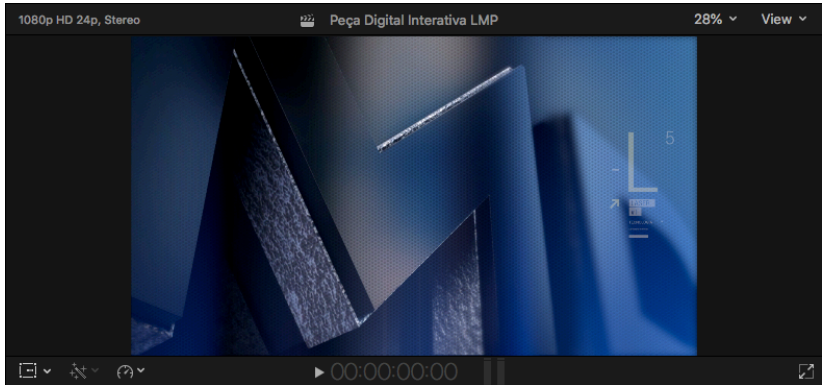 1080p HD 24p, Stereo
Peça Digital Interativa LMP
28%
View
5
L
00:00:00:00